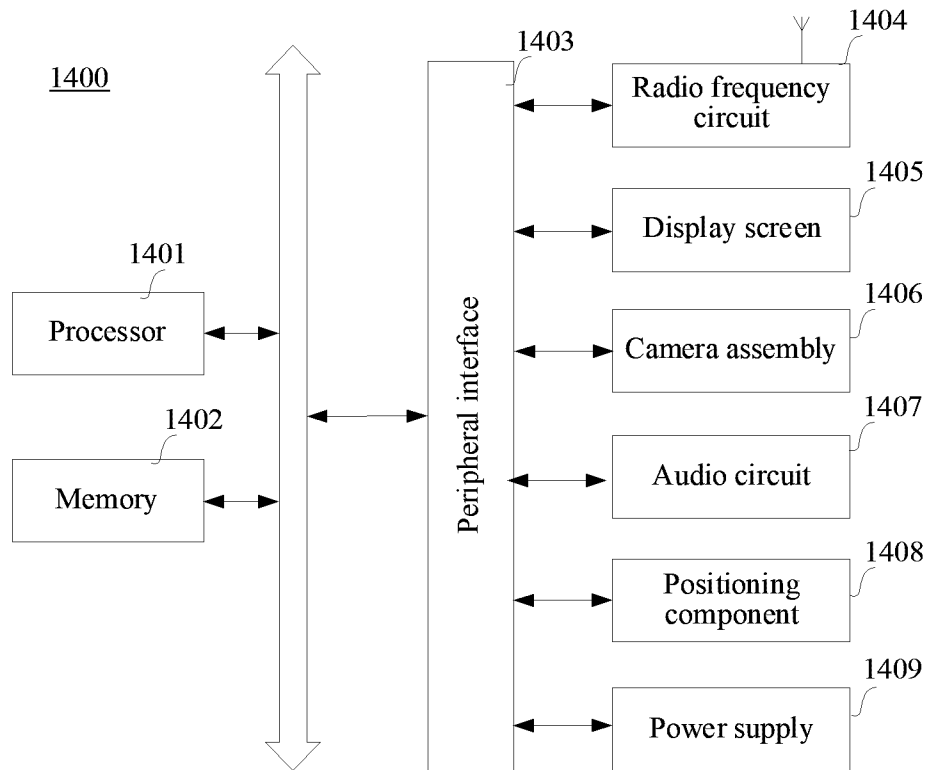 1400
1401
Processor
1402
Memory
1403
Peripheral interface
1404
Radio frequency
circuit
1405
Display screen
1406
Camera assembly
1407
Audio circuit
1408
Positioning
component
1409
Power supply